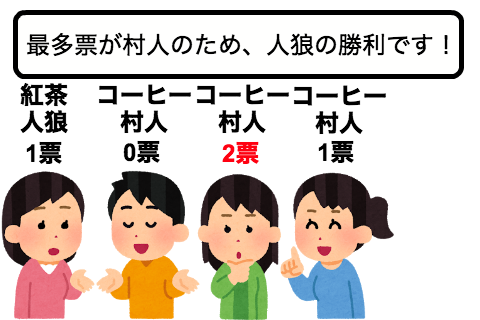 最多票が村人のため、人狼の勝利です！
紅茶 コーヒー コーヒー コーヒー
人狼 村人 村人 村人
1票 0票 2票 1票